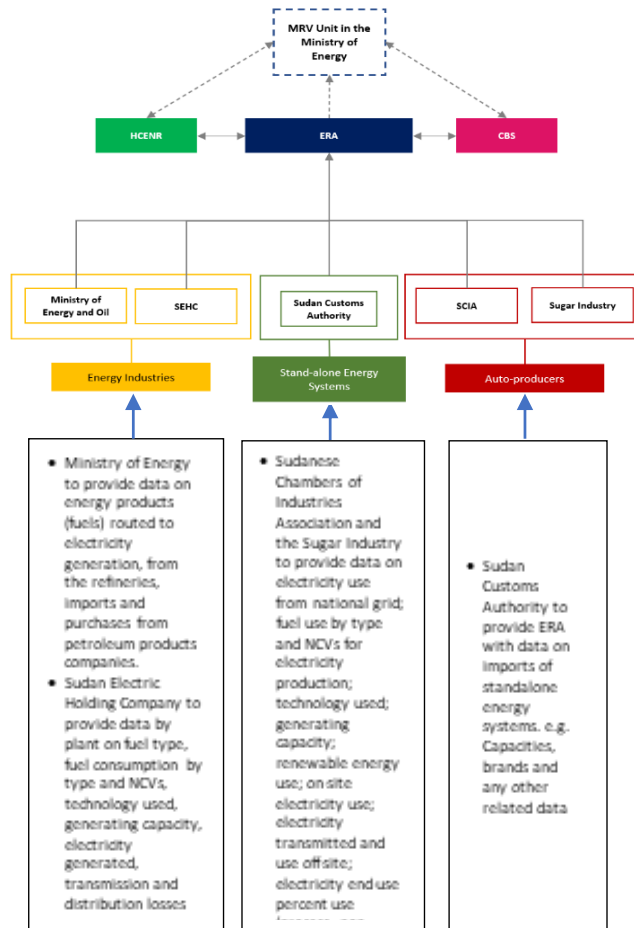 MRV Unit in the
Ministry of
Energy
HCENR
ERA
CBS
Ministry of
Energy and Oil
SEHC
Sudan Customs
Authority
SCIA
Sugar Industry
Energy Industries
Stand-alone Energy
Systems
Auto-producers
• Ministry of Energy
to provide data on
energy products
(fuels) routed to
electricity
generation, from
the refineries,
imports and
purchases from
petroleum products
companies.
• Sudan Electric
Holding Company to
provide data by
plant on fuel type,
fuel consumption by
type and NCVs,
technology used,
generating capacity,
electricity
generated,
transmission and
distribution losses
• Sudanese
Chambers of
Industries
Association and
the Sugar Industry
to provide data on
electricity use
from national grid;
fuel use by type
and NCVs for
electricity
production;
technology used;
generating
capacity;
renewable energy
use; on-site
electricity use;
electricity
transmitted and
use offsite;
electricity end use
percent use
• Sudan
Customs
Authority to
provide ERA
with data on
imports of
standalone
energy
systems. e.g.
Capacities,
brands and
any other
related data